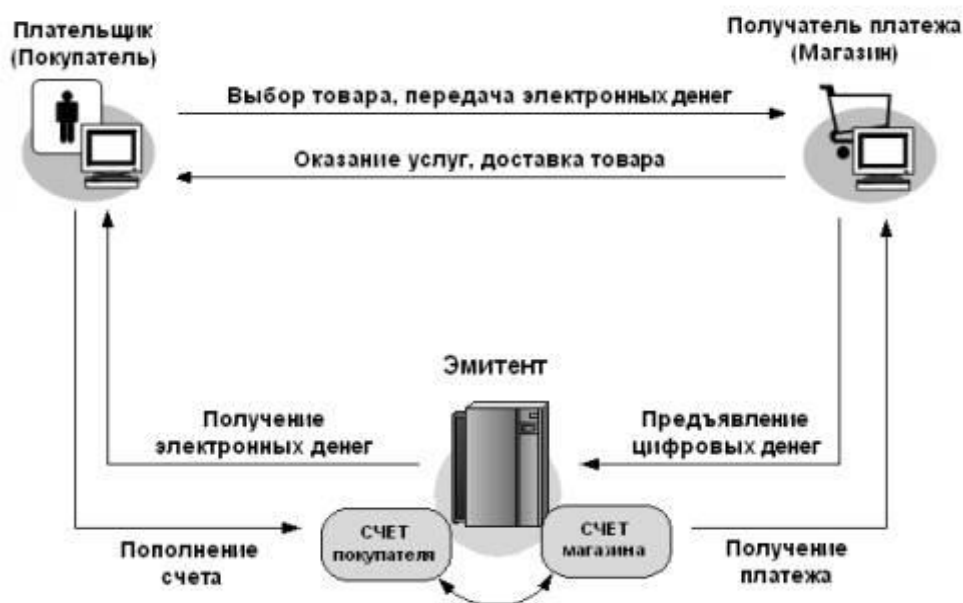 Плательщик
(Покупатель)
Получатель платежа
(Магазин)
Выбор товара, передача электронных денег
Оказание услуг, доставка товара
Эмитент
Получение
электронных денег
Предъявление
цифровых денег
СЧЕТ
покупателя
СЧЕТ
магазина
Пополнение
счета
Получение
платежа